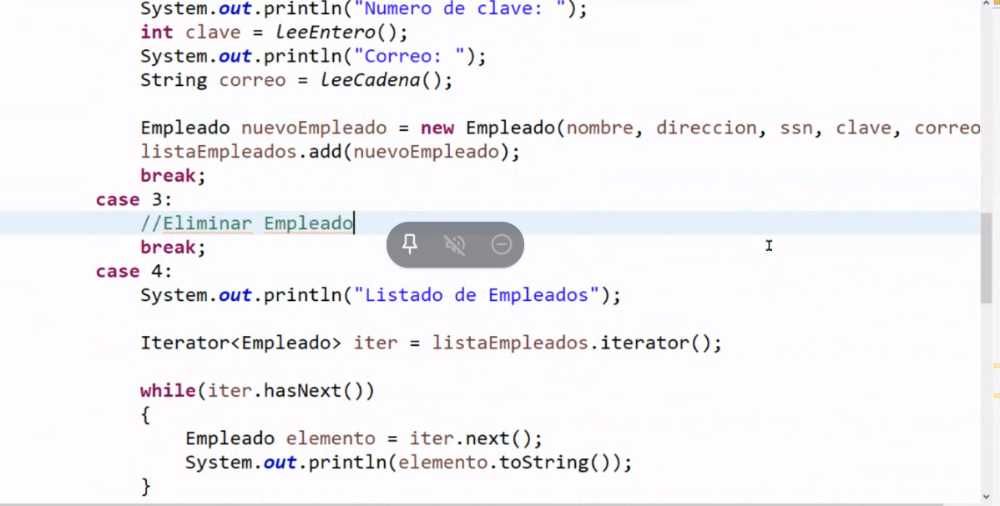 System.out.println("Numero de clave: ");
int clave = leeEntero();
System.out.println("Correo: ");
String correo = leeCadena();
Empleado nuevoEmpleado = new Empleado(nombre, direccion, ssn, clave, correo
listaEmpleados.add(nuevoEmpleado);
break;
case 3:
//Eliminar Empleado
break;
case 4:
System.out.println("Listado de Empleados");
Iterator<Empleado> iter = listaEmpleados.iterator();
while(iter.hasNext())
{
Empleado elemento = iter.next();
System.out.println(elemento.toString());
}